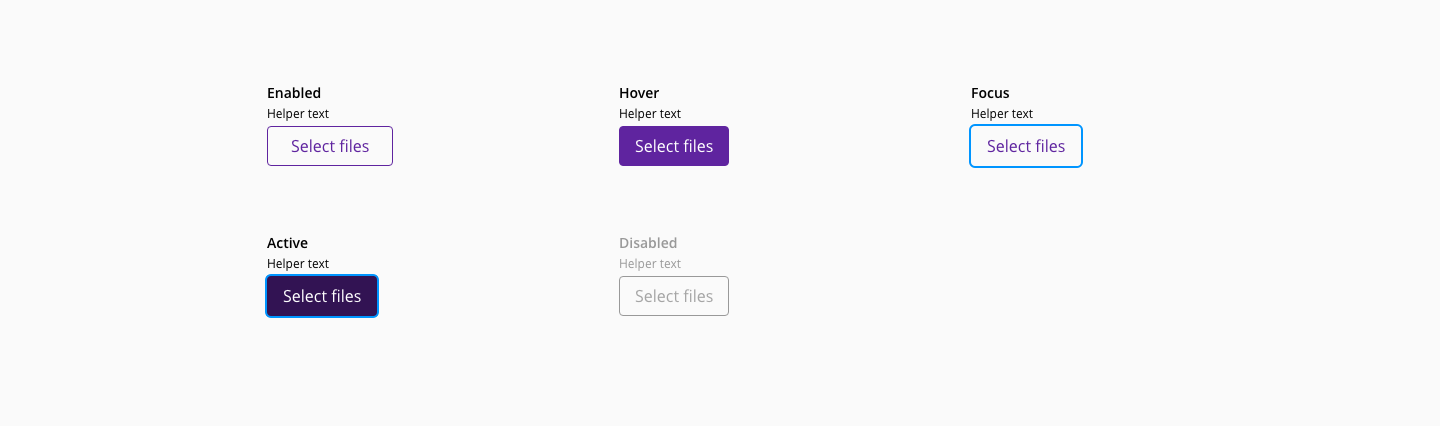 Enabled
Helper text
Select files
Hover
Helper text
Select files
Focus
Helper text
Select files
Active
Helper text
Select files
Disabled
Helper text
Select files